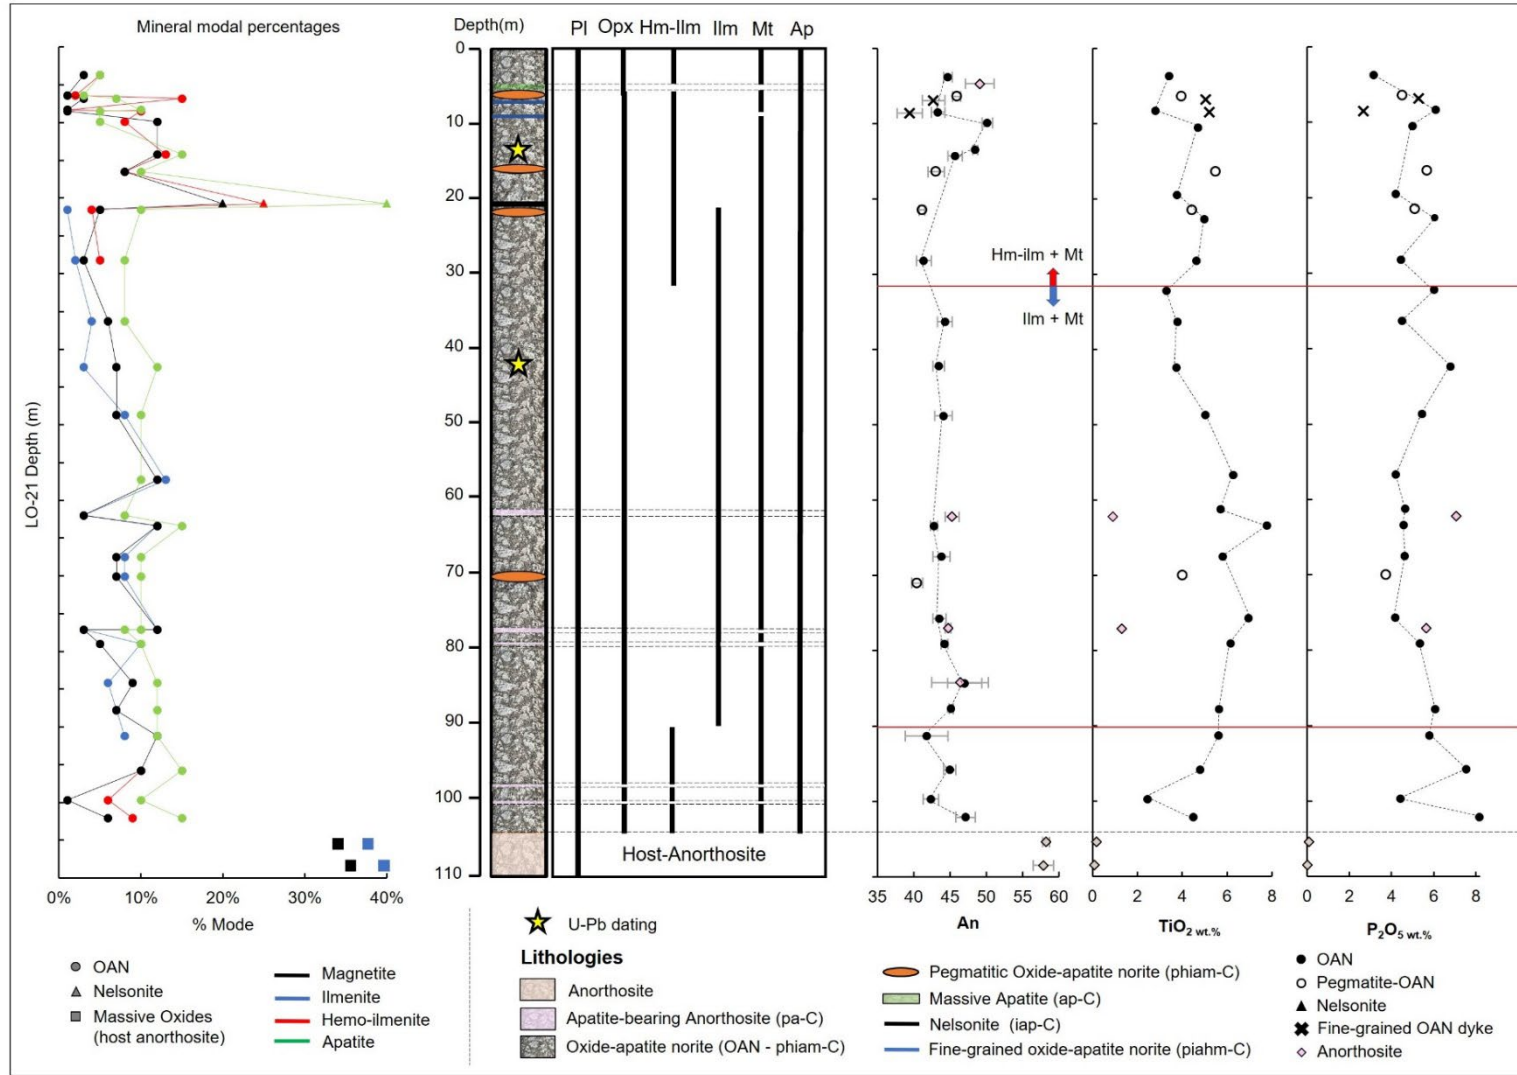 Mineral modal percentages
Depth(m)
Pl Opx Hm-Ilm Ilm Mt Ap
0
10
20
30
40
50
60
70
80
90
100
110
LO-21 Depth (m)
0% 10% 20% 30% 40%
% Mode
Host-Anorthosite
Hm-ilm + Mt
Ilm + Mt
35 40 45 50 55 60
An
0 2 4 6 8
TiO₂ wt.%
0 2 4 6 8
P₂O₅ wt.%
OAN
Nelsonite
Massive Oxides
(host anorthosite)
Magnetite
Ilmenite
Hemo-ilmenite
Apatite
U-Pb dating
Lithologies
Anorthosite
Apatite-bearing Anorthosite (pa-C)
Oxide-apatite norite (OAN - phiam-C)
Pegmatitic Oxide-apatite norite (phiam-C)
Massive Apatite (ap-C)
Nelsonite (iap-C)
Fine-grained oxide-apatite norite (piahm-C)
OAN
Pegmatite-OAN
Nelsonite
Fine-grained OAN dyke
Anorthosite